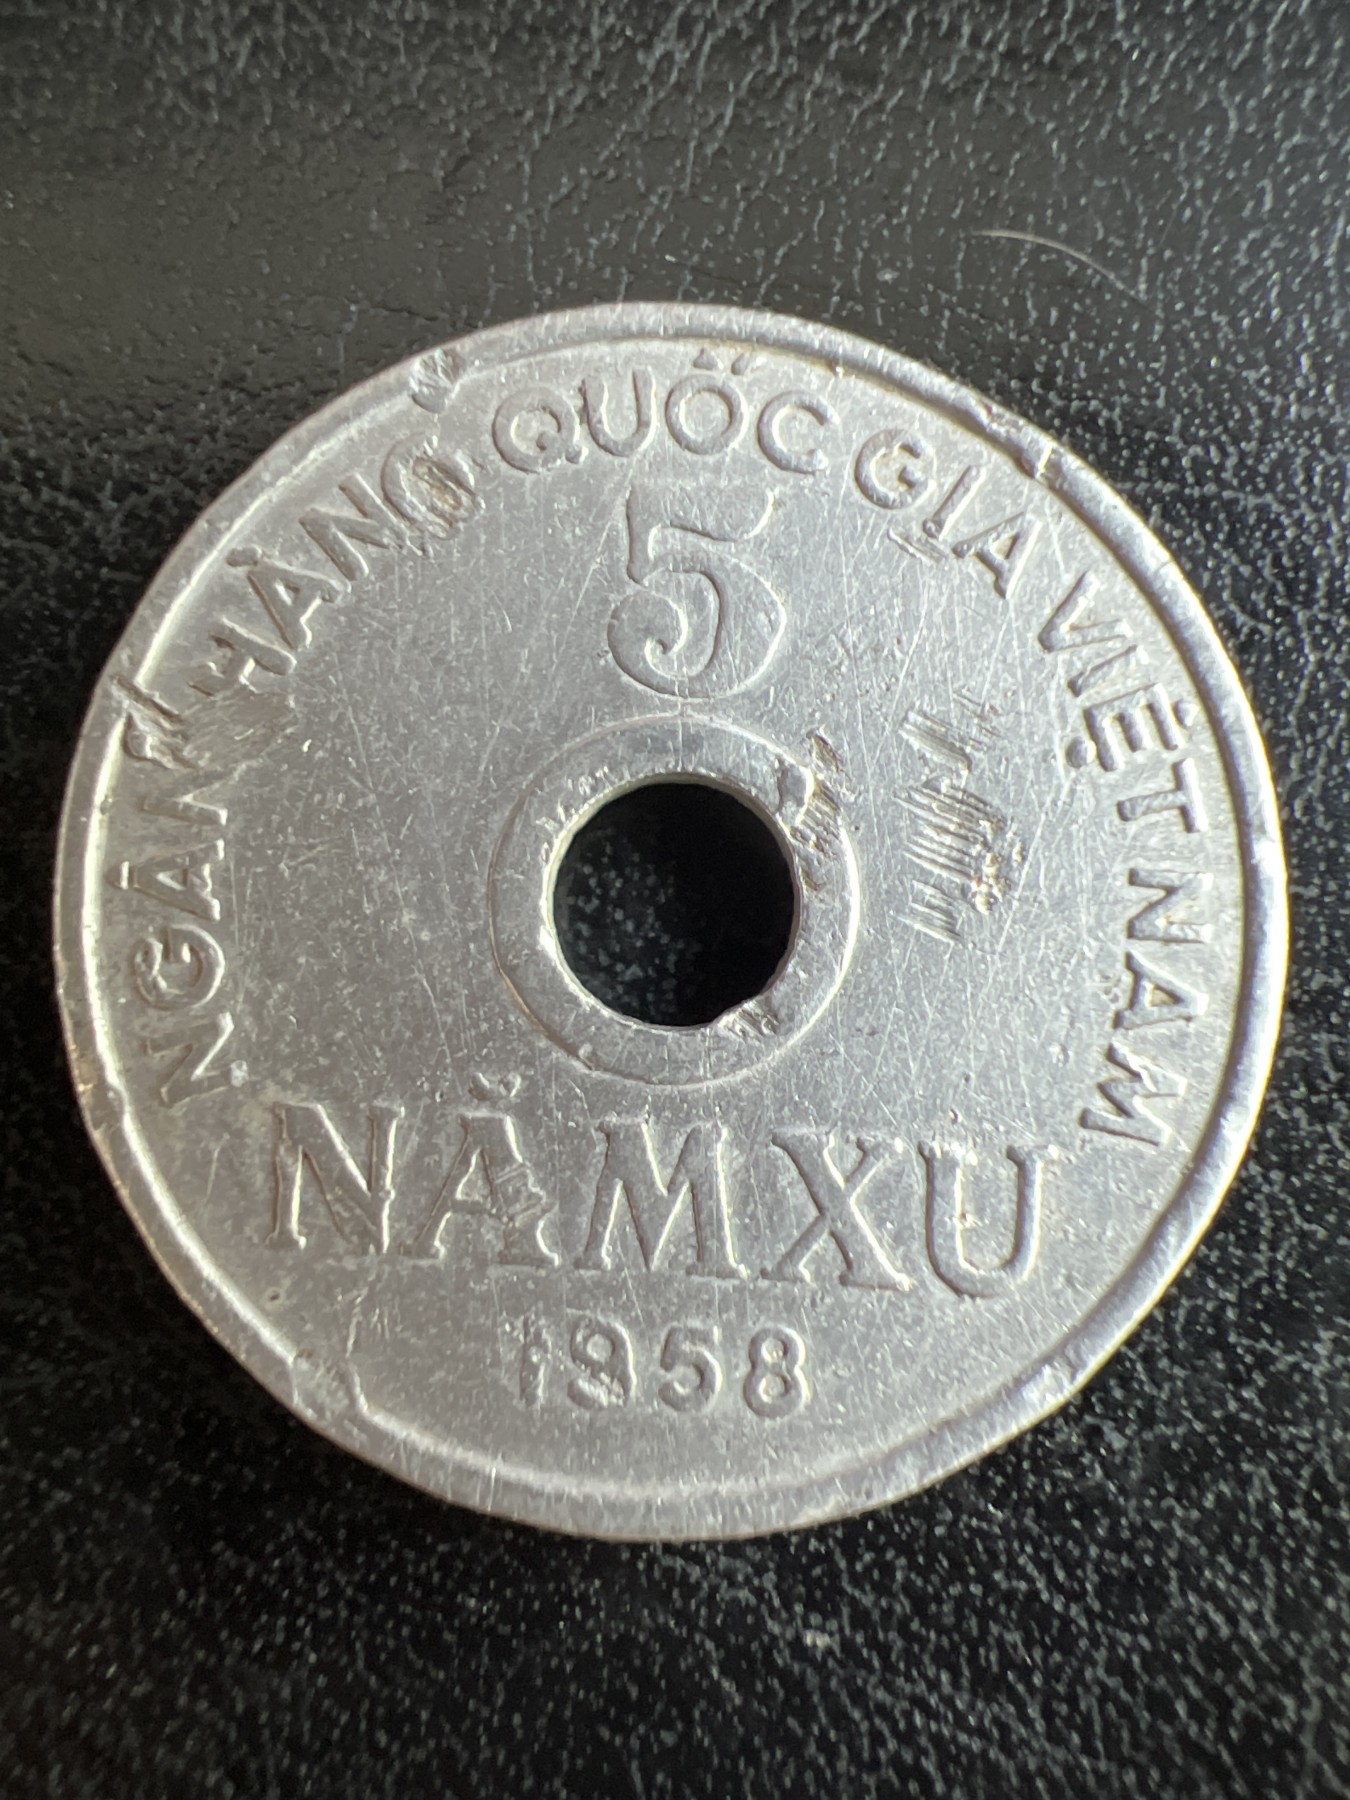 NGÂN HÀNG QUỐC GIA VIỆT NAM
5
NĂM XU
1958